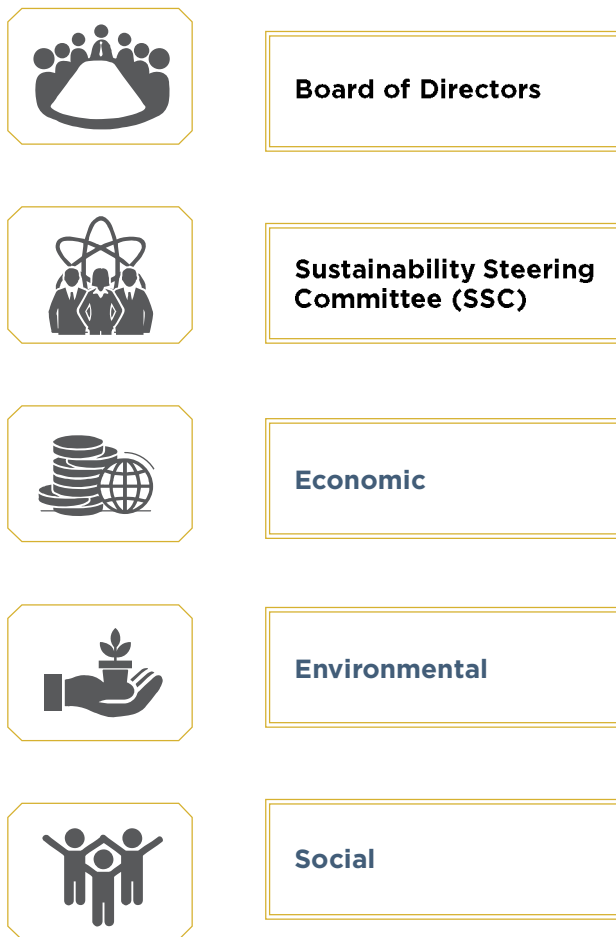 Board of Directors
Sustainability Steering
Committee (SSC)
Economic
Environmental
Social